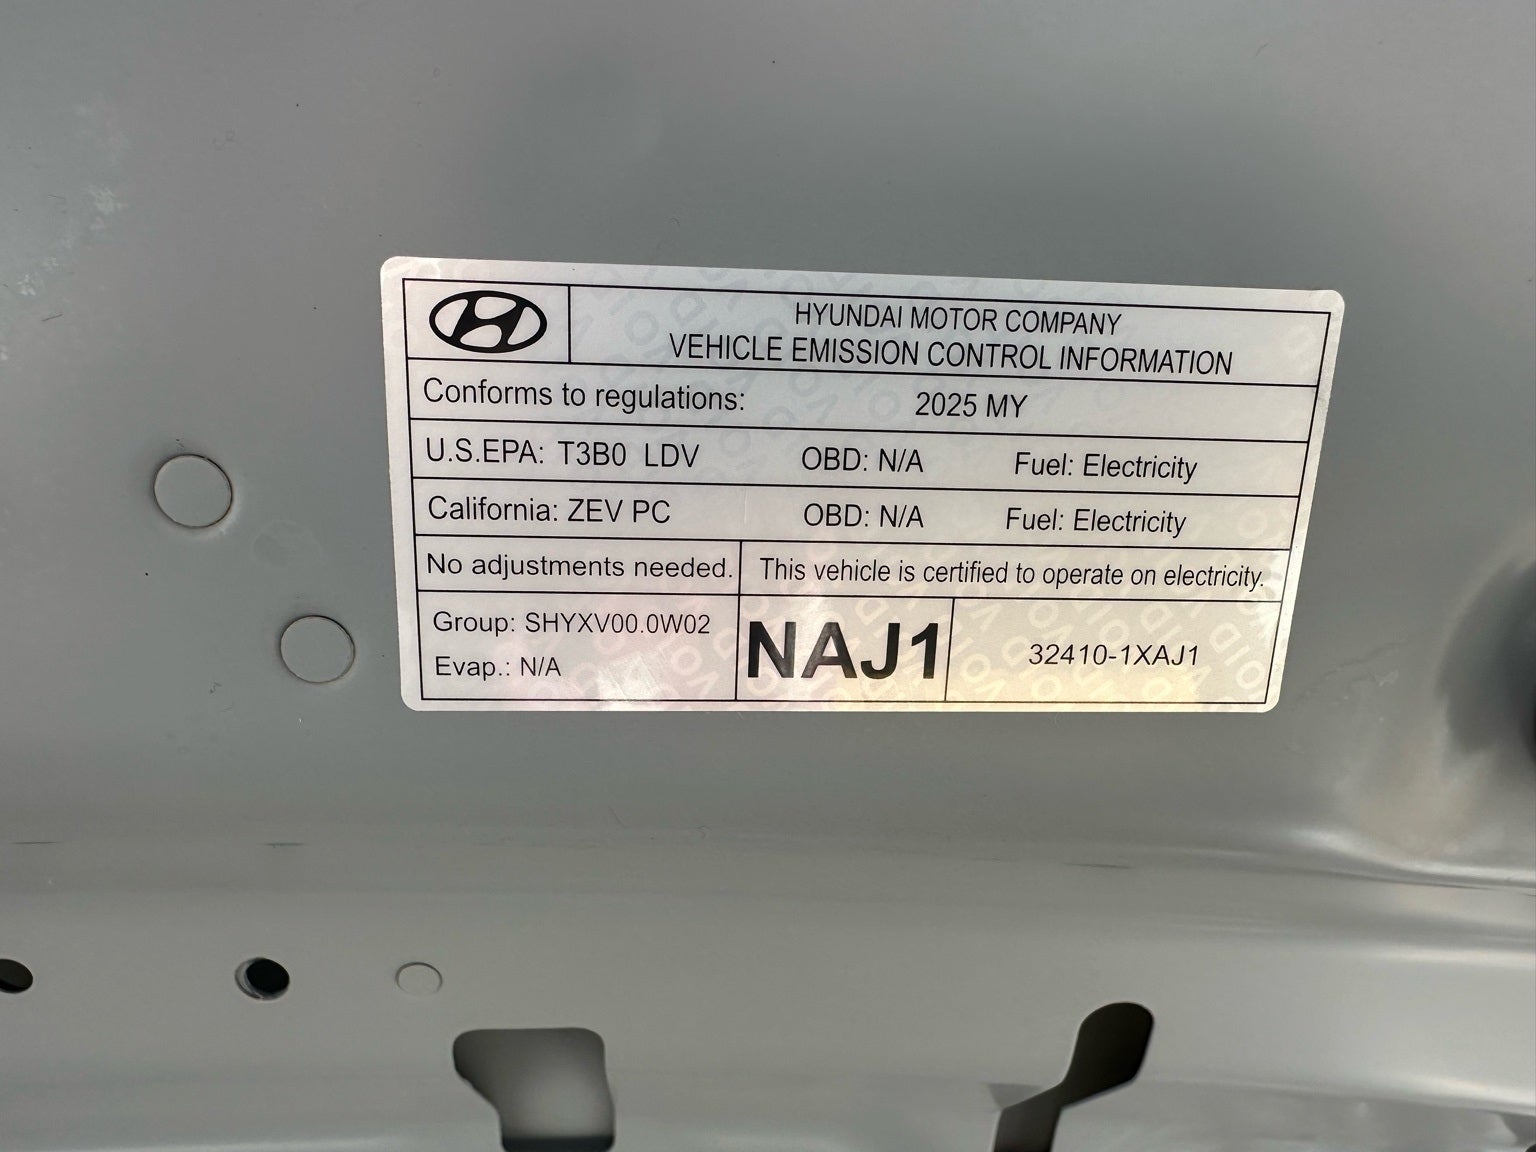 HYUNDAI MOTOR COMPANY
VEHICLE EMISSION CONTROL INFORMATION
Conforms to regulations: 2025 MY
U.S.EPA: T3B0 LDV OBD: N/A Fuel: Electricity
California: ZEV PC OBD: N/A Fuel: Electricity
No adjustments needed. This vehicle is certified to operate on electricity.
Group: SHYXV00.0W02
Evap.: N/A
NAJ1
32410-1XAJ1